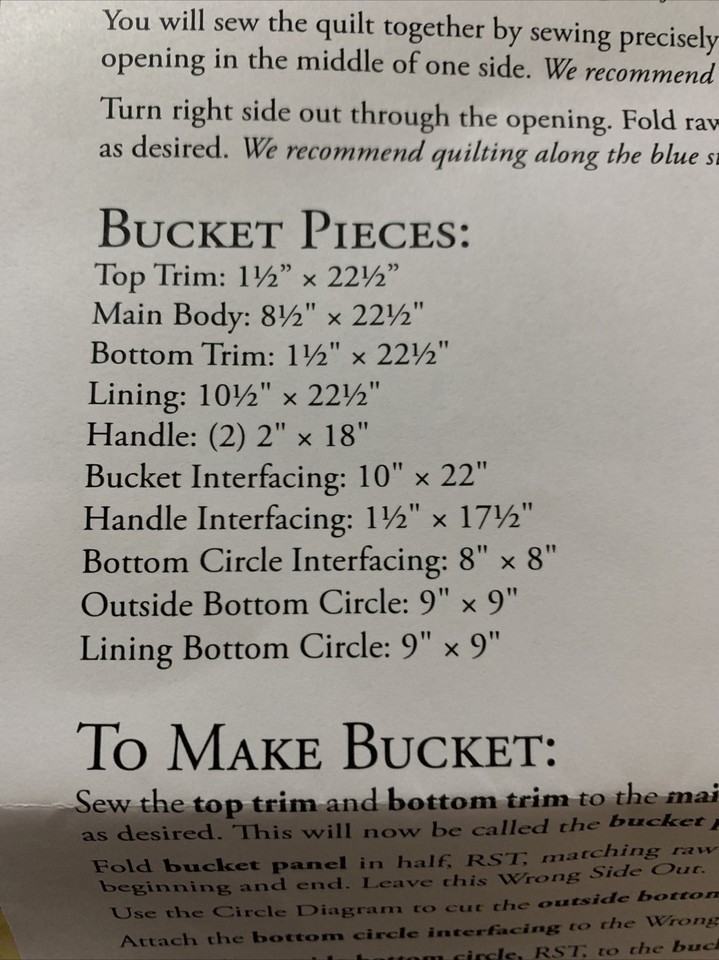 You will sew the quilt together by sewing precisely
opening in the middle of one side. We recommend
Turn right side out through the opening. Fold raw
as desired. We recommend quilting along the blue
BUCKET PIECES:
Top Trim: 1½” × 22½”
Main Body: 8½" × 22½"
Bottom Trim: 1½" × 22½"
Lining: 10½" × 22½"
Handle: (2) 2" × 18"
Bucket Interfacing: 10" × 22"
Handle Interfacing: 1½" × 17½"
Bottom Circle Interfacing: 8" × 8"
Outside Bottom Circle: 9" × 9"
Lining Bottom Circle: 9" × 9"
TO MAKE BUCKET:
Sew the top trim and bottom trim to the mai
as desired. This will now be called the bucket
Fold bucket panel in half, RST, matching raw
beginning and end. Leave this Wrong Side Out.
Use the Circle Diagram to cut the outside bottom
Attach the bottom circle interfacing to the Wrong
circle, RST, to the buck